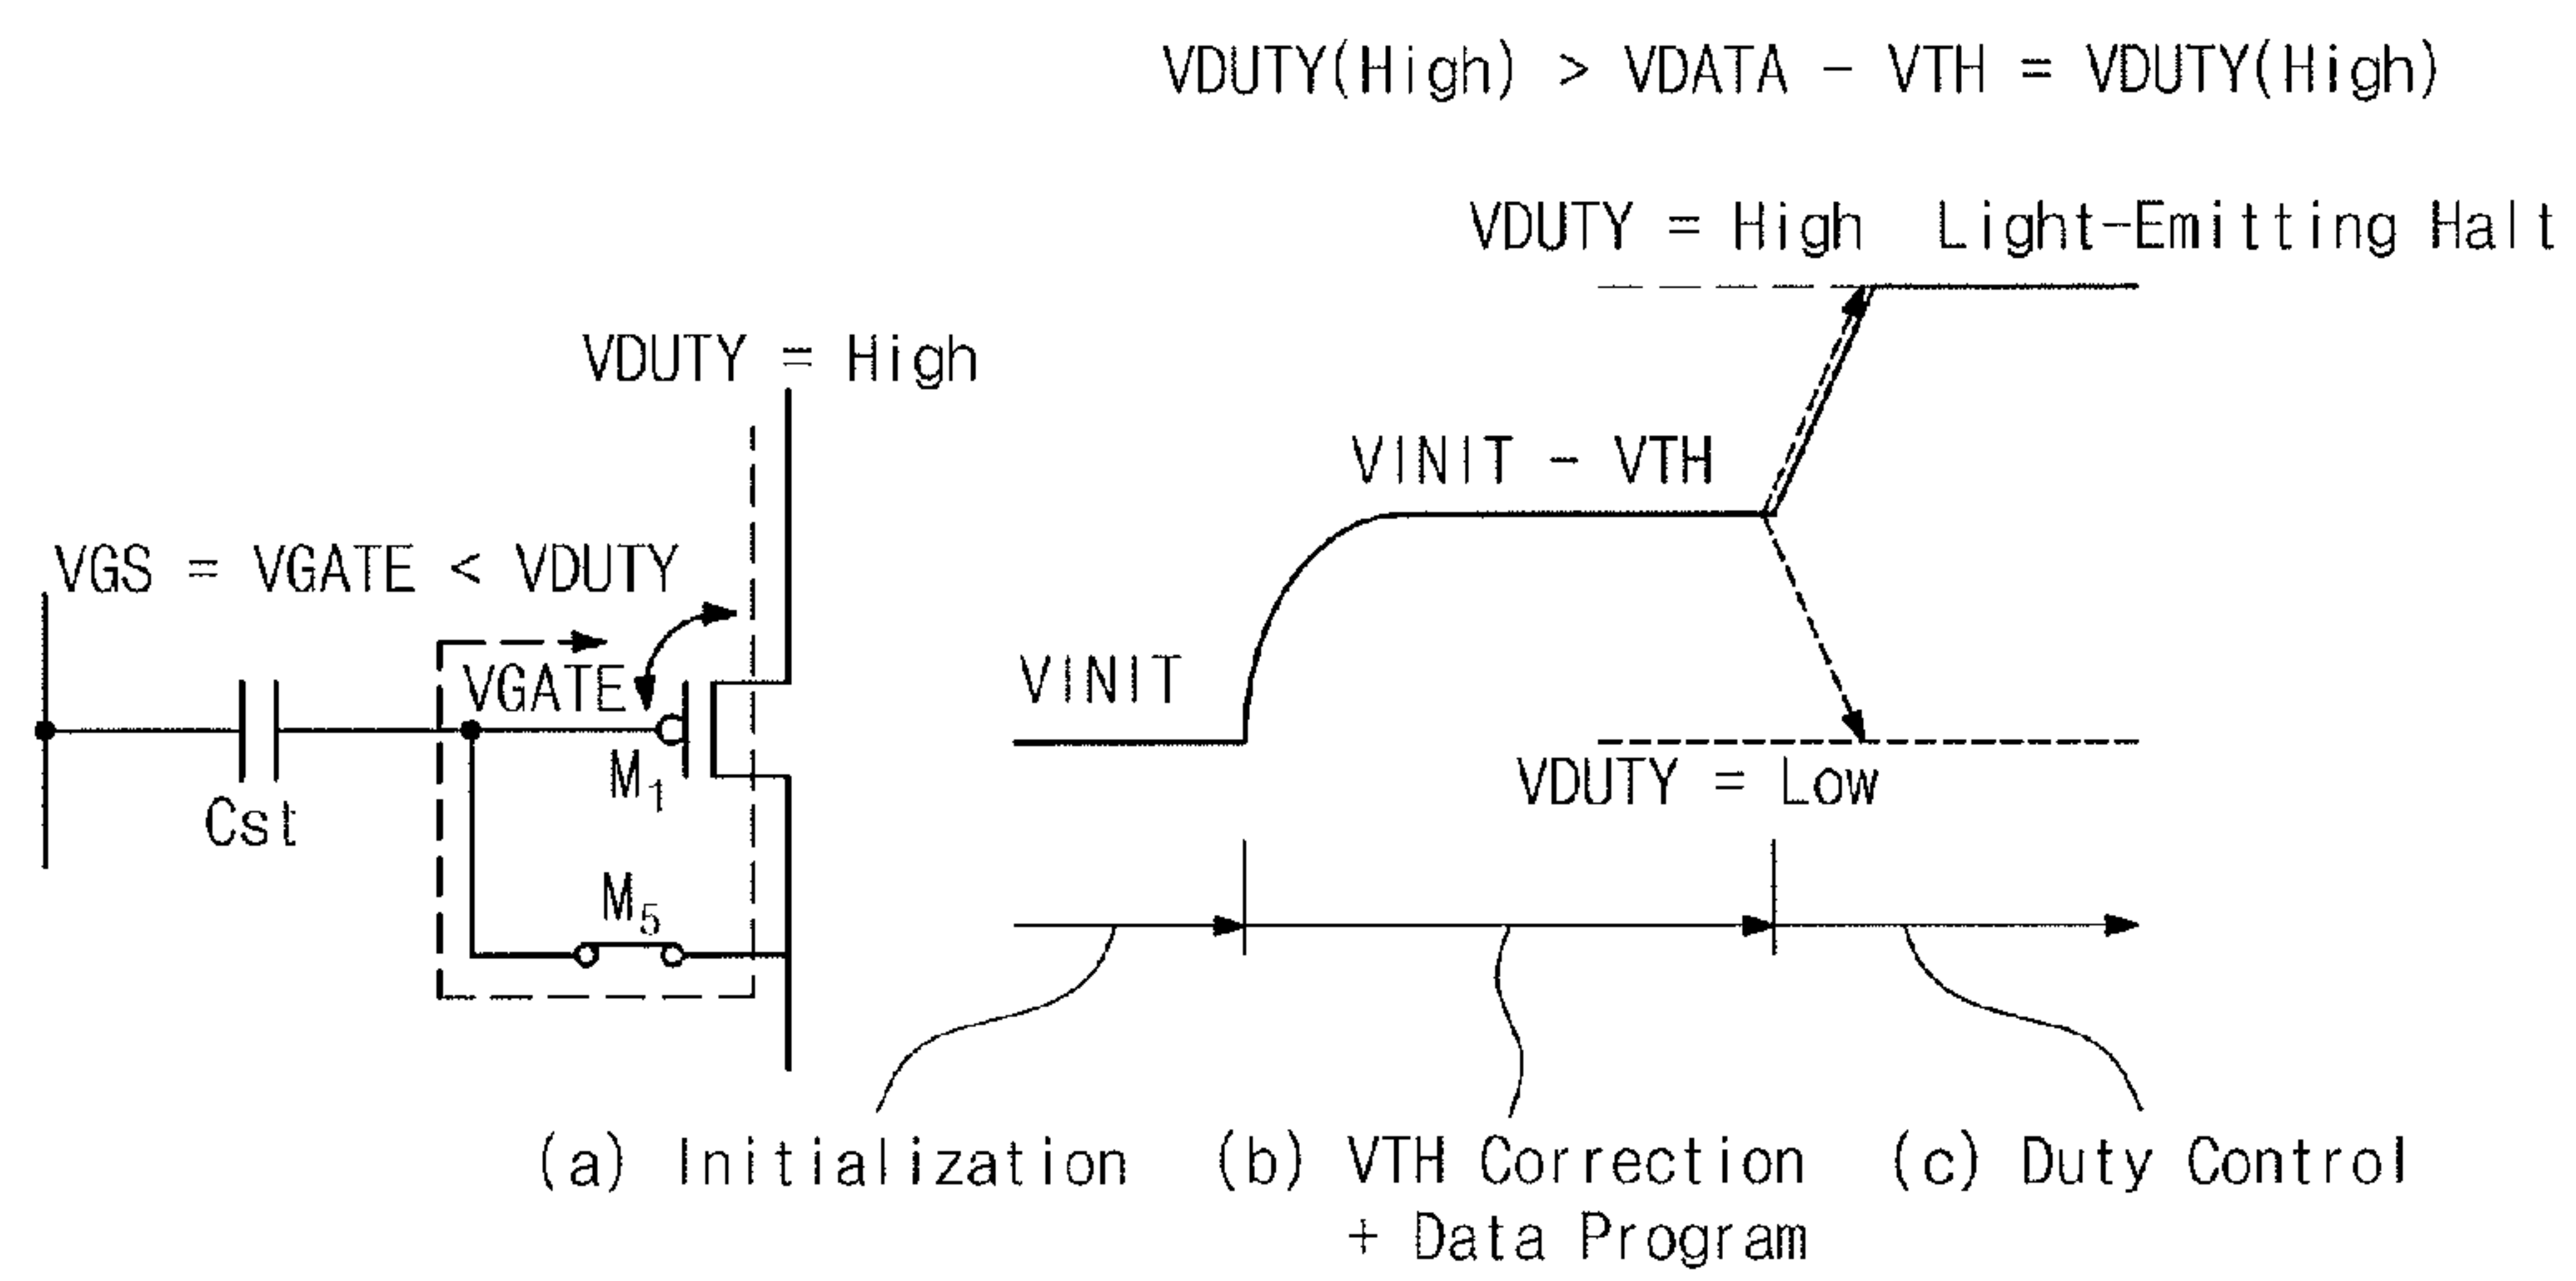 VDUTY(High) > VDATA - VTH = VDUTY(High)
VDUTY = High Light-Emitting Halt
VDUTY = High
VINIT - VTH
VGS = VGATE < VDUTY
VGATE
VINIT
M1
VDUTY = Low
Cst
M5
(a) Initialization
(b) VTH Correction
+ Data Program
(c) Duty Control